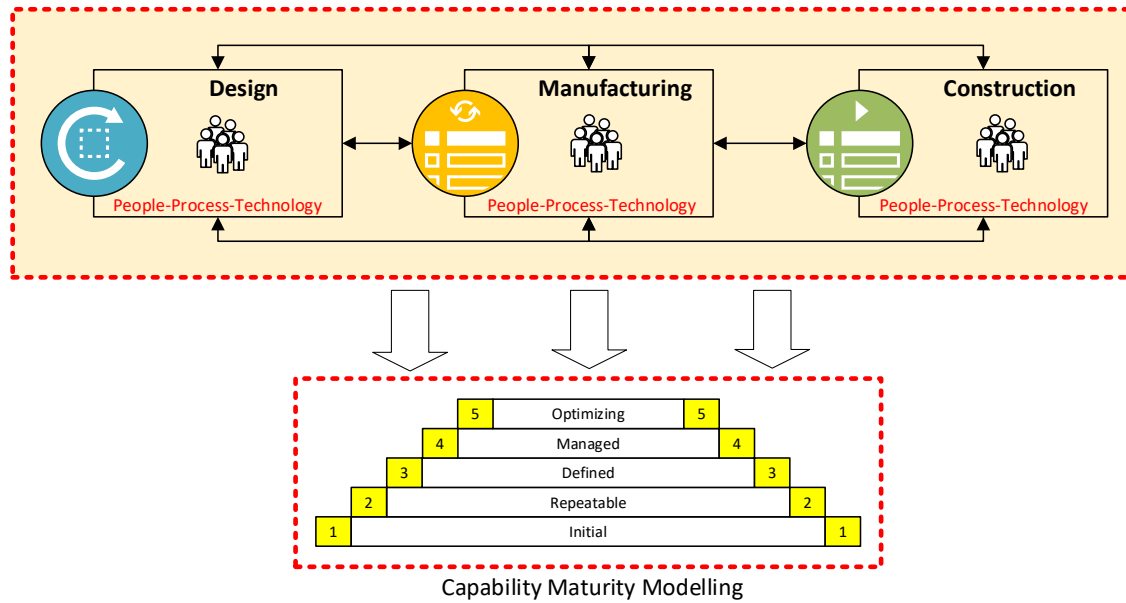 Design
Manufacturing
Construction
People-Process-Technology
People-Process-Technology
People-Process-Technology
5 Optimizing 5
4 Managed 4
3 Defined 3
2 Repeatable 2
1 Initial 1
Capability Maturity Modelling